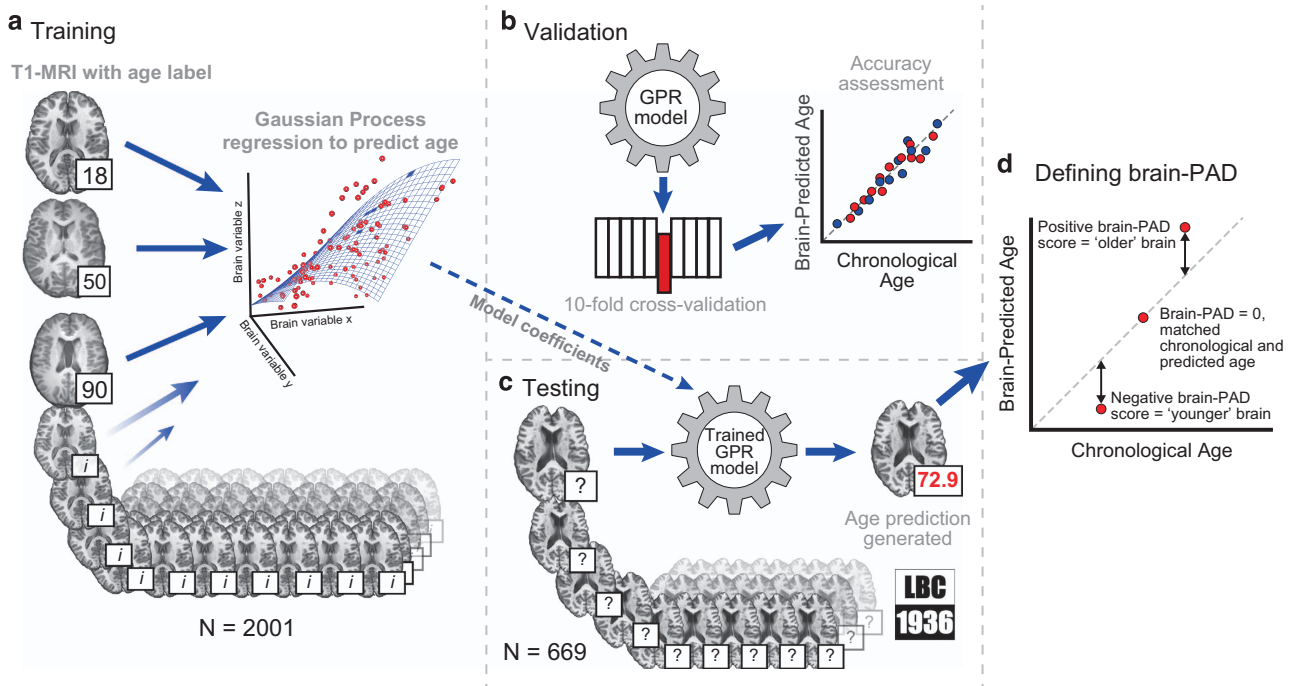 a Training
T1-MRI with age label
18
50
90
i
i
i
i
i
i
i
i
i
i
Gaussian Process
regression to predict age
Brain variable z
Brain variable x
Brain variable y
N = 2001
Model coefficients
b Validation
GPR
model
10-fold cross-validation
Accuracy
assessment
Brain-Predicted Age
Chronological
Age
c Testing
?
?
?
?
?
?
?
?
?
?
?
N = 669
Trained
GPR
model
72.9
Age prediction
generated
LBC
1936
d Defining brain-PAD
Brain-Predicted Age
Positive brain-PAD
score = ‘older’ brain
Brain-PAD = 0,
matched
chronological and
predicted age
Negative brain-PAD
score = ‘younger’ brain
Chronological Age